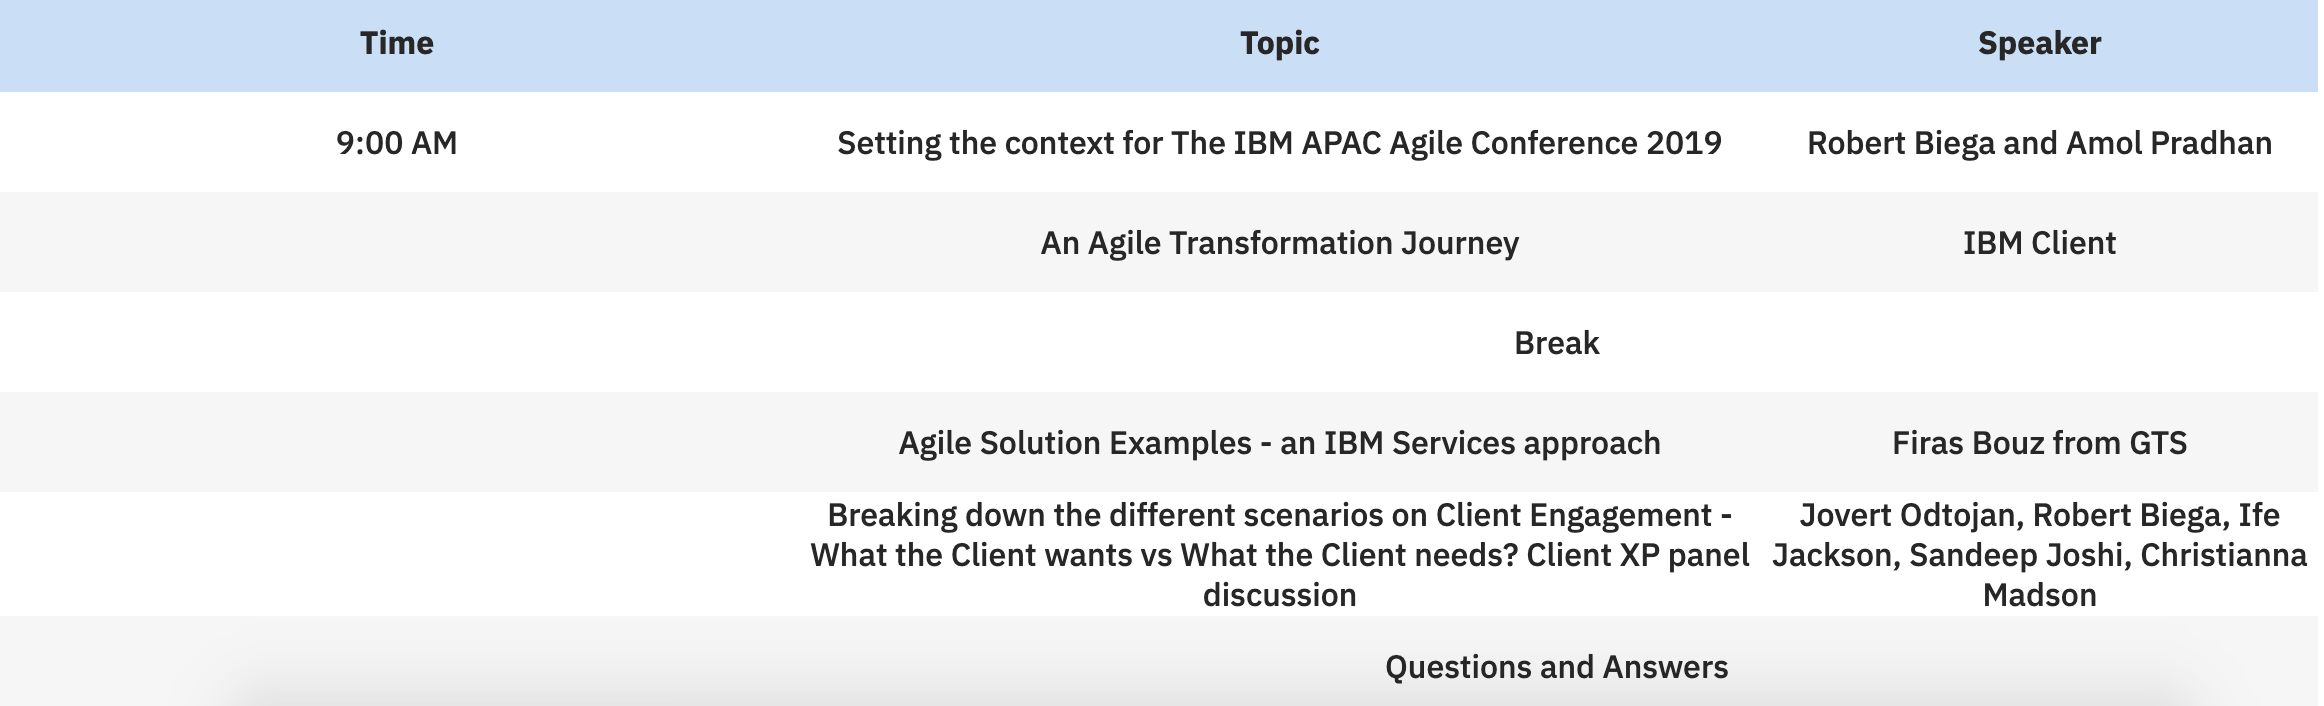 Time Topic Speaker
9:00 AM Setting the context for The IBM APAC Agile Conference 2019 Robert Biega and Amol Pradhan
An Agile Transformation Journey IBM Client
Break
Agile Solution Examples - an IBM Services approach Firas Bouz from GTS
Breaking down the different scenarios on Client Engagement -
What the Client wants vs What the Client needs? Client XP panel
discussion
Jovert Odtojan, Robert Biega, Ife
Jackson, Sandeep Joshi, Christianna
Madson
Questions and Answers